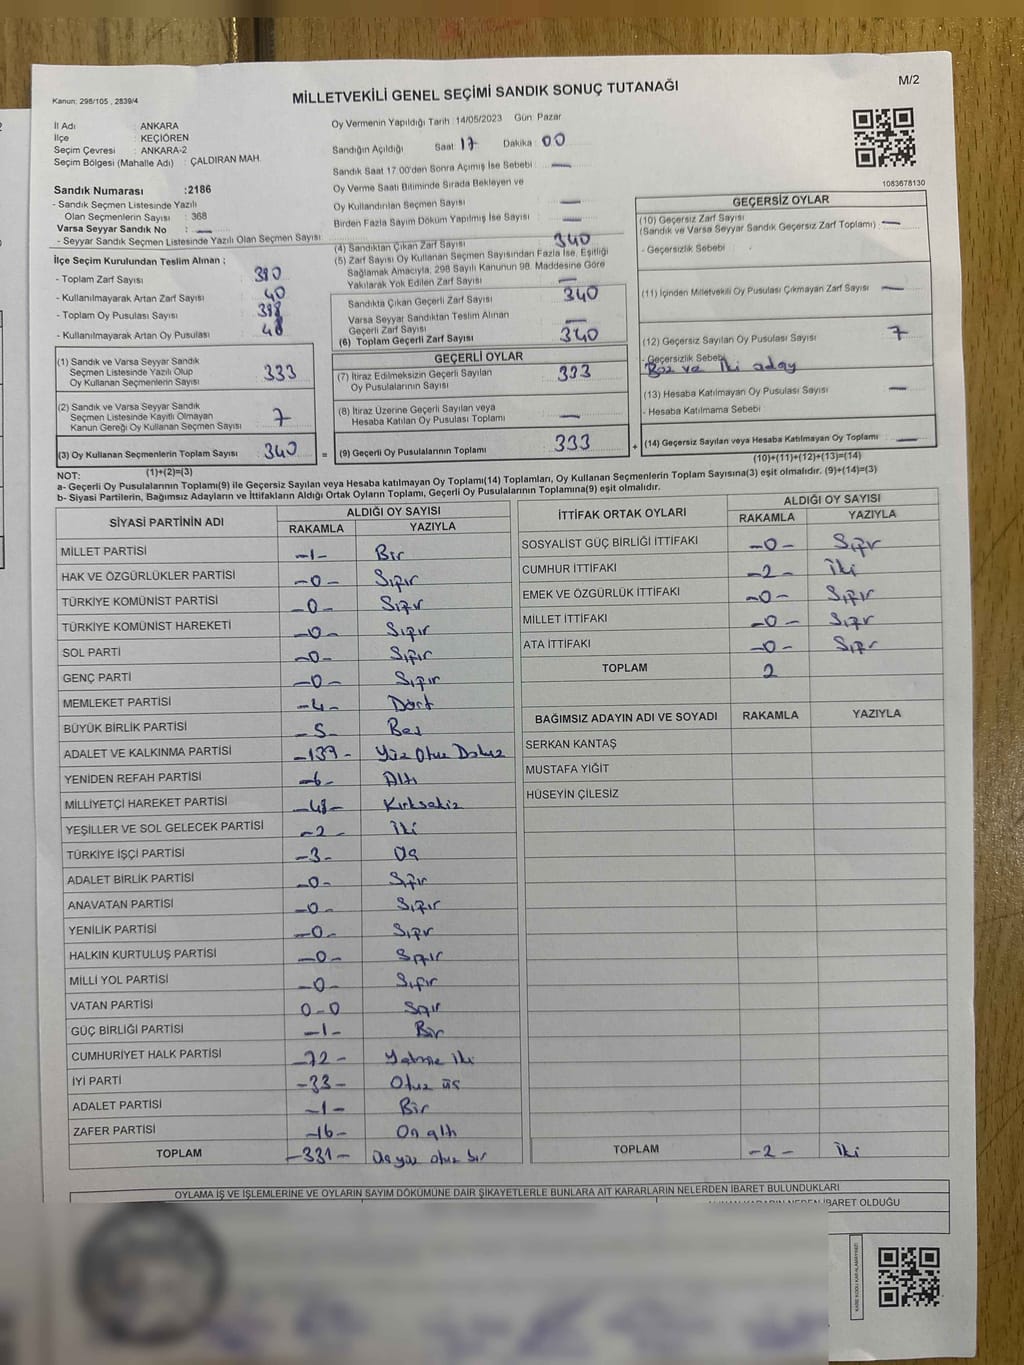 M/2
Kanun: 298/105 , 2839/4
MİLLETVEKİLİ GENEL SEÇİMİ SANDIK SONUÇ TUTANAĞI
İl Adı : ANKARA
İlçe : KEÇİÖREN
Seçim Çevresi : ANKARA-2
Seçim Bölgesi (Mahalle Adı) : ÇALDIRAN MAH.
Sandık Numarası :2186
- Sandık Seçmen Listesinde Yazılı
Olan Seçmenlerin Sayısı : 368
Varsa Seyyar Sandık No : —
- Seyyar Sandık Seçmen Listesinde Yazılı Olan Seçmen Sayısı
Oy Vermenin Yapıldığı Tarih :14/05/2023 Gün: Pazar
Sandığın Açıldığı Saat 17 Dakika 00
Sandık Saat 17.00'den Sonra Açımış İse Sebebi : —
Oy Verme Saati Bitiminde Sırada Bekleyen ve
Oy Kullandırılan Seçmen Sayısı —
Birden Fazla Sayım Döküm Yapılmış İse Sayısı —
1083678130
İlçe Seçim Kurulundan Teslim Alınan :
- Toplam Zarf Sayısı 380
- Kullanılmayarak Artan Zarf Sayısı 40
- Toplam Oy Pusulası Sayısı
- Kullanılmayarak Artan Oy Pusulası
(1) Sandık ve Varsa Seyyar Sandık
Seçmen Listesinde Yazılı Olup
Oy Kullanan Seçmenlerin Sayısı 333
(2) Sandık ve Varsa Seyyar Sandık
Seçmen Listesinde Kayıtlı Olmayan
Kanun Gereği Oy Kullanan Seçmen Sayısı 7
(3) Oy Kullanan Seçmenlerin Toplam Sayısı 340 =
(1)+(2)=(3)
(4) Sandıktan Çıkan Zarf Sayısı 340
(5) Zarf Sayısı Oy Kullanan Seçmen Sayısından Fazla İse, Eşitliği
Sağlamak Amacıyla; 298 Sayılı Kanunun 98. Maddesine Göre
Yakılarak Yok Edilen Zarf Sayısı —
Sandıkta Çıkan Geçerli Zarf Sayısı 340
Varsa Seyyar Sandıktan Teslim Alınan
Geçerli Zarf Sayısı —
(6) Toplam Geçerli Zarf Sayısı 340
GEÇERLİ OYLAR
(7) İtiraz Edilmeksizin Geçerli Sayılan
Oy Pusulalarının Sayısı 333
(8) İtiraz Üzerine Geçerli Sayılan veya
Hesaba Katılan Oy Pusulası Toplamı —
(9) Geçerli Oy Pusulalarının Toplamı 333 +
GEÇERSİZ OYLAR
(10) Geçersiz Zarf Sayısı
(Sandık ve Varsa Seyyar Sandık Geçersiz Zarf Toplamı) —
- Geçersizlik Sebebi
(11) İçinden Milletvekili Oy Pusulası Çıkmayan Zarf Sayısı —
(12) Geçersiz Sayılan Oy Pusulası Sayısı 7
- Geçersizlik Sebebi
ve İki aday
(13) Hesaba Katılmayan Oy Pusulası Sayısı —
- Hesaba Katılmama Sebebi
(14) Geçersiz Sayılan veya Hesaba Katılmayan Oy Toplamı —
(10)+(11)+(12)+(13)=(14)
NOT:
a- Geçerli Oy Pusulalarının Toplamı(9) ile Geçersiz Sayılan veya Hesaba katılmayan Oy Toplamı(14) Toplamları, Oy Kullanan Seçmenlerin Toplam Sayısına(3) eşit olmalıdır. (9)+(14)=(3)
b- Siyasi Partilerin, Bağımsız Adayların ve İttifakların Aldığı Ortak Oyların Toplamı, Geçerli Oy Pusulalarının Toplamına(9) eşit olmalıdır.
SİYASİ PARTİNİN ADI ALDIĞI OY SAYISI
RAKAMLA YAZIYLA
MİLLET PARTİSİ -1- Bir
HAK VE ÖZGÜRLÜKLER PARTİSİ -0- Sıfır
TÜRKİYE KOMÜNİST PARTİSİ -0- Sıfır
TÜRKİYE KOMÜNİST HAREKETİ -0- Sıfır
SOL PARTİ -0- Sıfır
GENÇ PARTİ -0- Sıfır
MEMLEKET PARTİSİ -4- Dört
BÜYÜK BİRLİK PARTİSİ -5- Beş
ADALET VE KALKINMA PARTİSİ -139- Yüz Otuz Dokuz
YENİDEN REFAH PARTİSİ -6- Altı
MİLLİYETÇİ HAREKET PARTİSİ -48- Kırksekiz
YEŞİLLER VE SOL GELECEK PARTİSİ -2- İki
TÜRKİYE İŞÇİ PARTİSİ -3- Üç
ADALET BİRLİK PARTİSİ -0- Sıfır
ANAVATAN PARTİSİ -0- Sıfır
YENİLİK PARTİSİ -0- Sıfır
HALKIN KURTULUŞ PARTİSİ -0- Sıfır
MİLLİ YOL PARTİSİ -0- Sıfır
VATAN PARTİSİ 0-0 Sıfır
GÜÇ BİRLİĞİ PARTİSİ -1- Bir
CUMHURİYET HALK PARTİSİ -72- Yetmiş İki
İYİ PARTİ -33- Otuz üç
ADALET PARTİSİ -1- Bir
ZAFER PARTİSİ -16- On altı
TOPLAM -331- Üçyüz otuz bir
İTTİFAK ORTAK OYLARI ALDIĞI OY SAYISI
RAKAMLA YAZIYLA
SOSYALİST GÜÇ BİRLİĞİ İTTİFAKI -0- Sıfır
CUMHUR İTTİFAKI -2- İki
EMEK VE ÖZGÜRLÜK İTTİFAKI -0- Sıfır
MİLLET İTTİFAKI -0- Sıfır
ATA İTTİFAKI -0- Sıfır
TOPLAM 2
BAĞIMSIZ ADAYIN ADI VE SOYADI RAKAMLA YAZIYLA
SERKAN KANTAŞ
MUSTAFA YİĞİT
HÜSEYİN ÇİLESİZ
TOPLAM -2- İki
OYLAMA İŞ VE İŞLEMLERİNE VE OYLARIN SAYIM DÖKÜMÜNE DAİR ŞİKAYETLERLE BUNLARA AİT KARARLARIN NELERDEN İBARET BULUNDUKLARI
NEDEN İBARET OLDUĞU